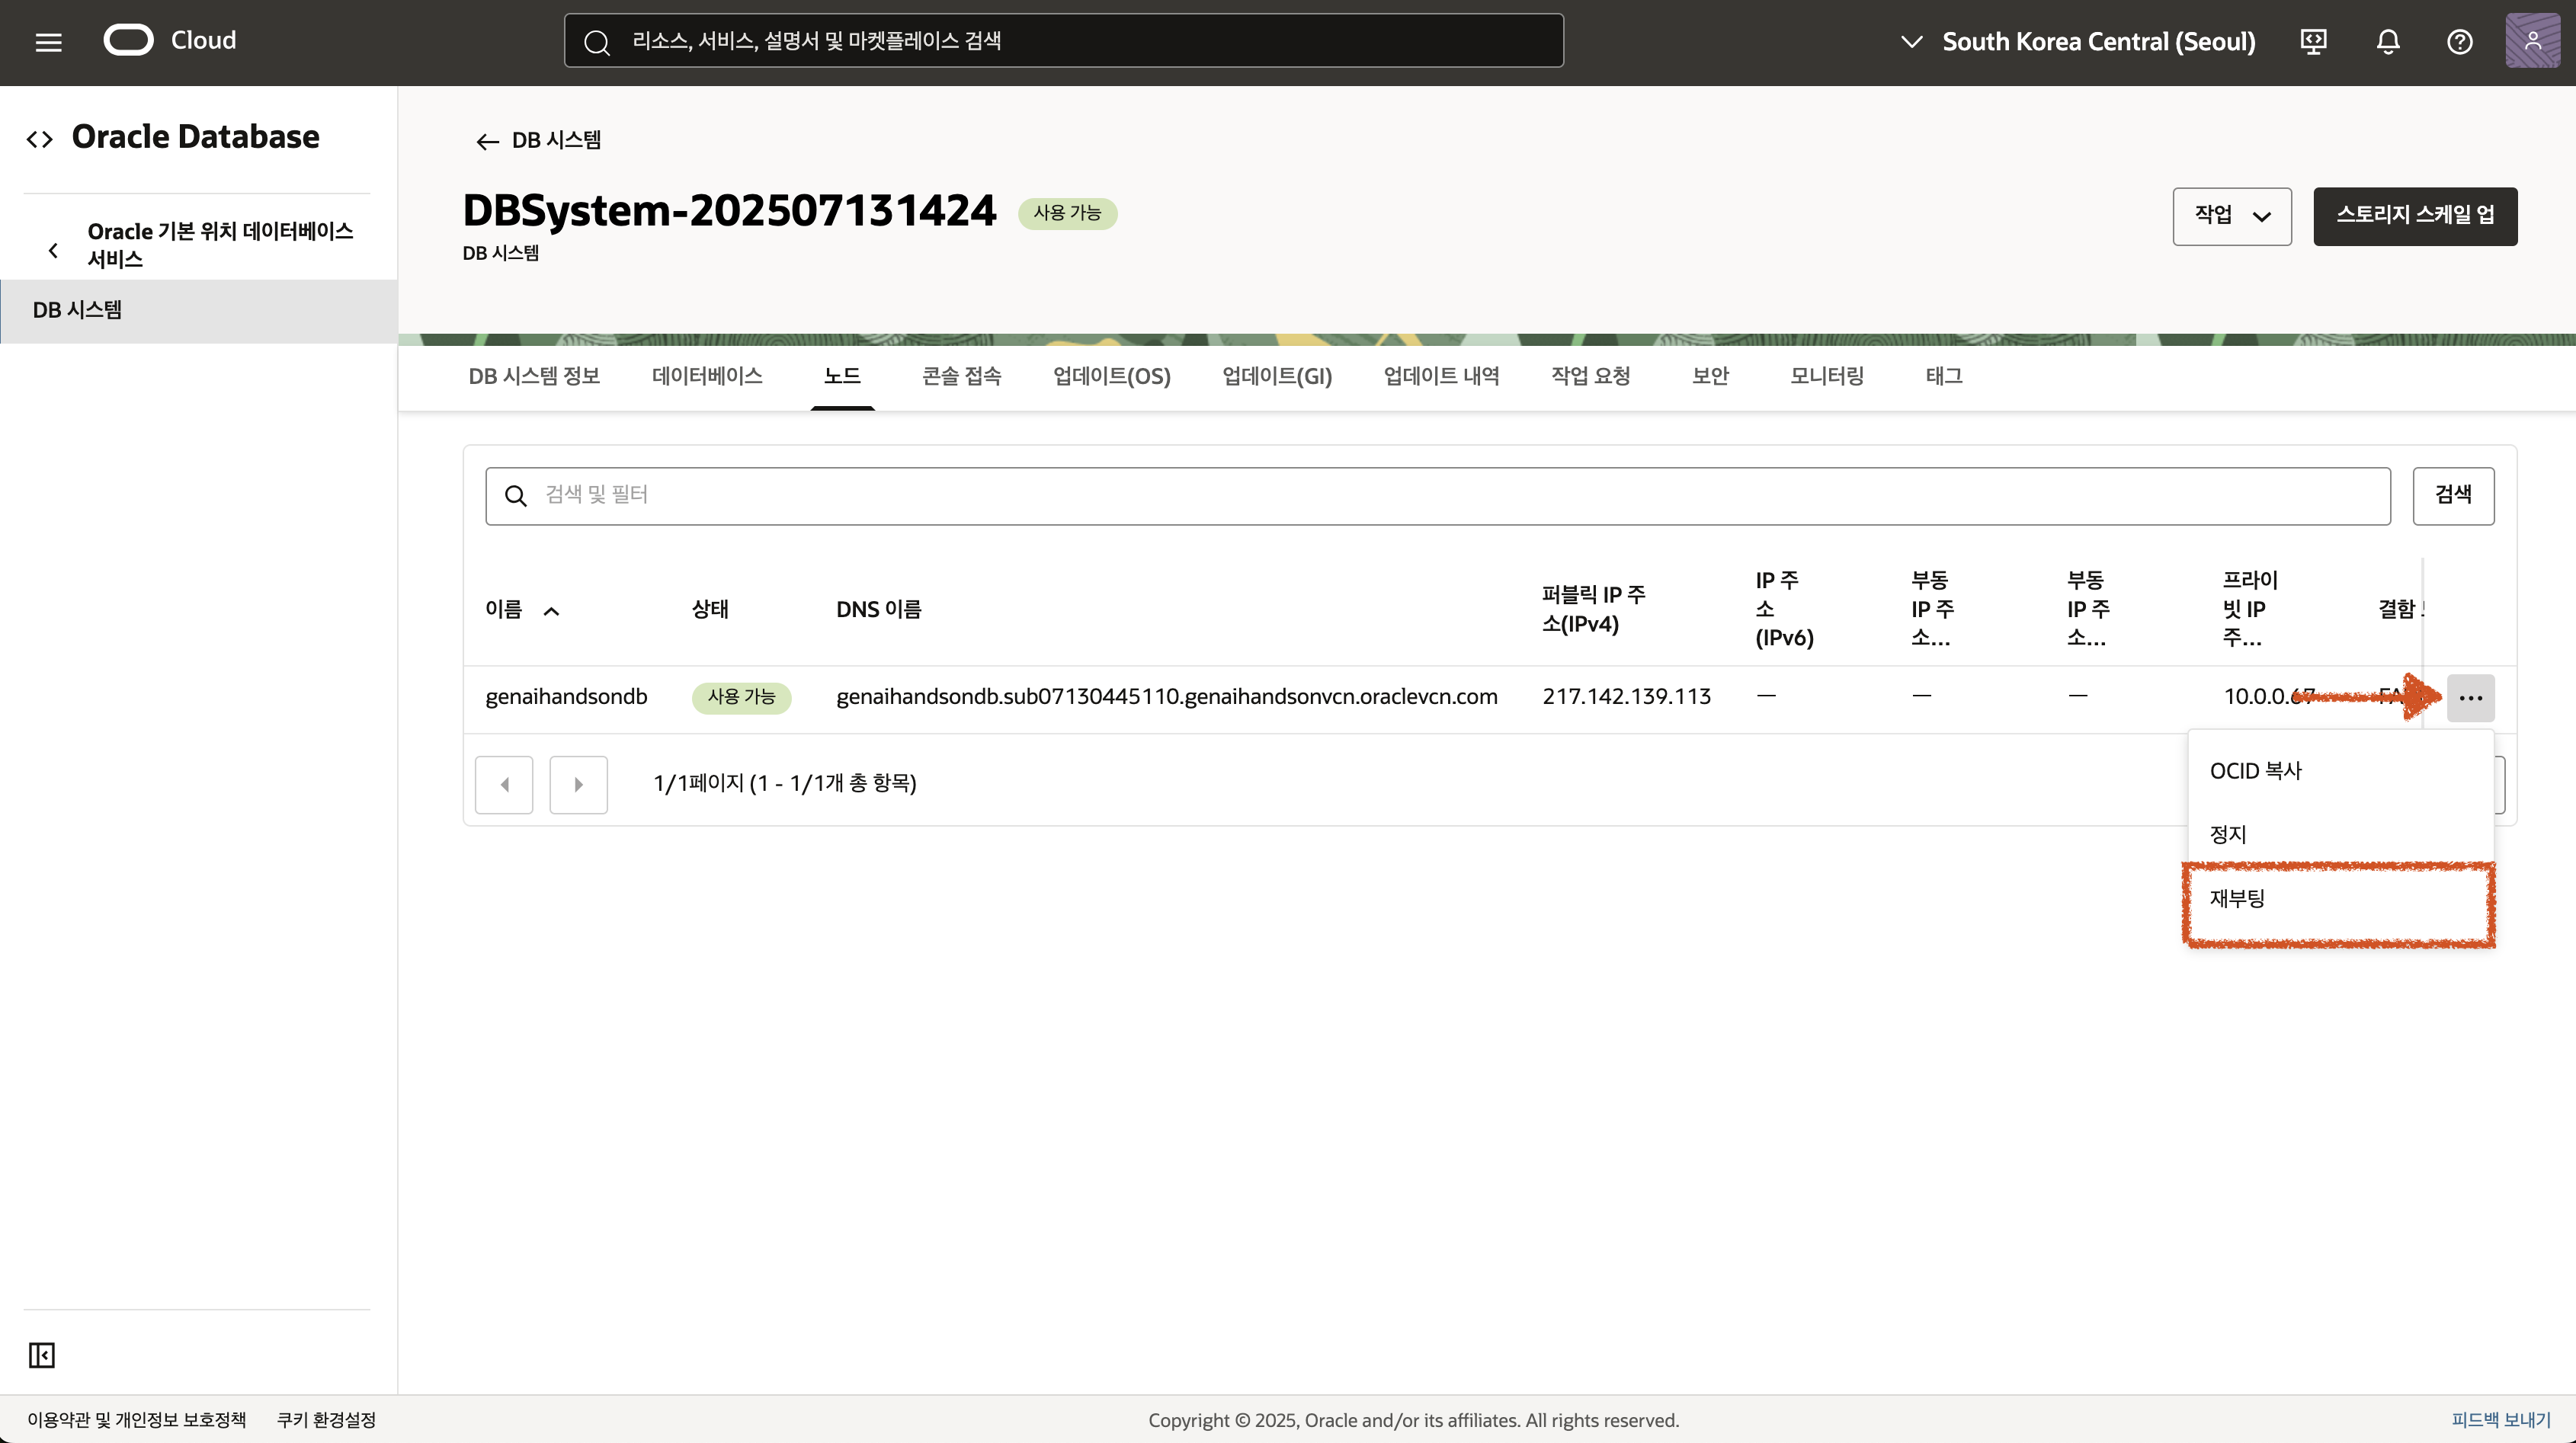 Cloud
리소스, 서비스, 설명서 및 마켓플레이스 검색
South Korea Central (Seoul)
Oracle Database
Oracle 기본 위치 데이터베이스
서비스
DB 시스템
DB 시스템
DBSystem-202507131424
사용 가능
DB 시스템
작업
스토리지 스케일 업
DB 시스템 정보
데이터베이스
노드
콘솔 접속
업데이트(OS)
업데이트(GI)
업데이트 내역
작업 요청
보안
모니터링
태그
검색 및 필터
검색
이름
상태
DNS 이름
퍼블릭 IP 주
소(IPv4)
IP 주
소
(IPv6)
부동
IP 주
소...
부동
IP 주
소...
프라이
빗 IP
주...
결함
genaihandsondb
사용 가능
genaihandsondb.sub07130445110.genaihandsonvcn.oraclevcn.com
217.142.139.113
—
—
—
10.0.0.67
1/1페이지 (1 - 1/1개 총 항목)
OCID 복사
정지
재부팅
이용약관 및 개인정보 보호정책
쿠키 환경설정
Copyright © 2025, Oracle and/or its affiliates. All rights reserved.
피드백 보내기